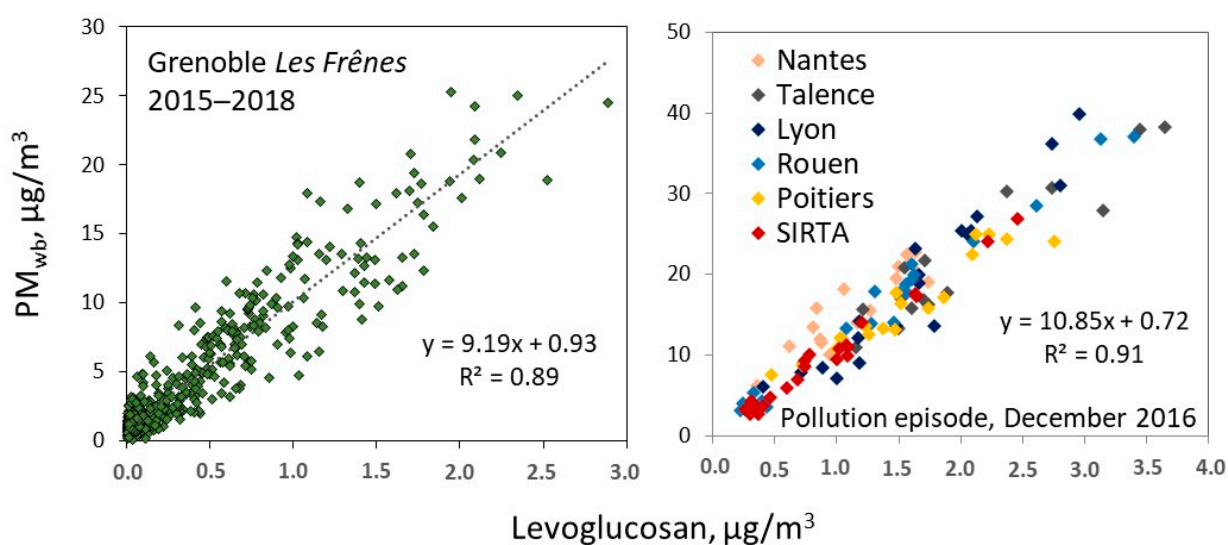 PM_wb, μg/m³
30
25
20
15
10
5
0
Grenoble Les Frênes
2015–2018
y = 9.19x + 0.93
R² = 0.89
0.0 0.5 1.0 1.5 2.0 2.5 3.0
50
40
30
20
10
0
Nantes
Talence
Lyon
Rouen
Poitiers
SIRTA
y = 10.85x + 0.72
R² = 0.91
Pollution episode, December 2016
0.0 0.5 1.0 1.5 2.0 2.5 3.0 3.5 4.0
Levoglucosan, μg/m³